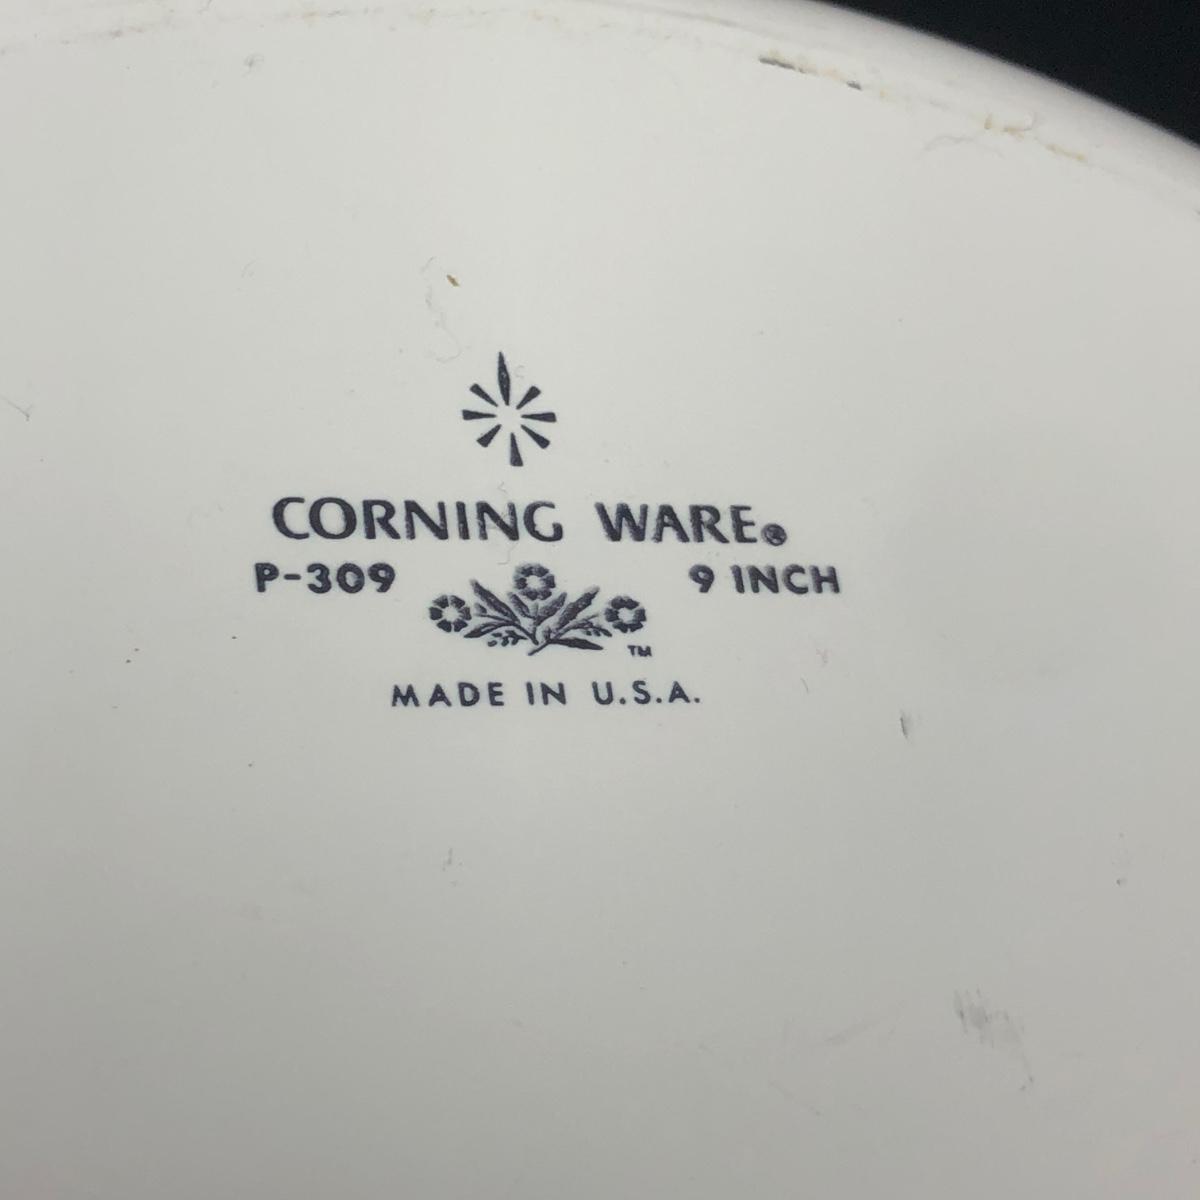 CORNING WARE®
P-309 9 INCH
TM
MADE IN U.S.A.